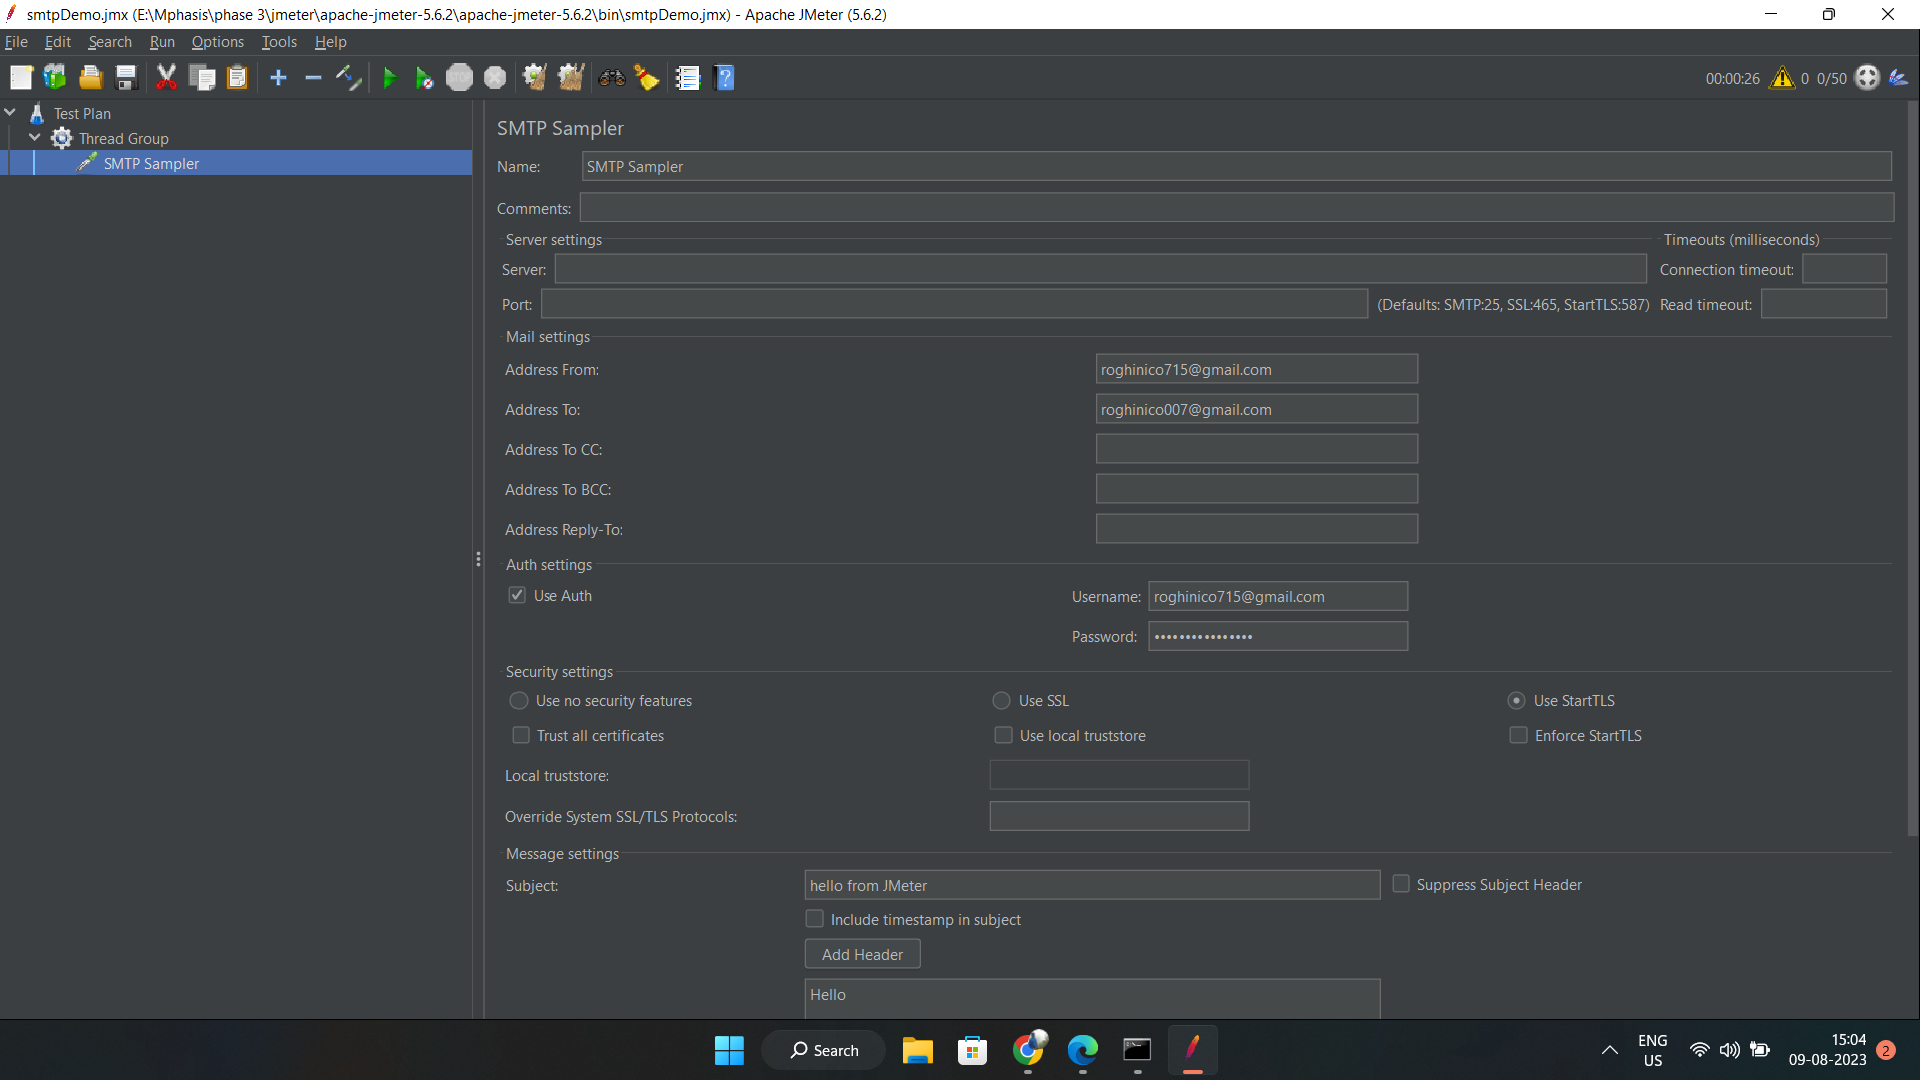 smtpDemo.jmx (E:\Mphasis\phase 3\jmeter\apache-jmeter-5.6.2\apache-jmeter-5.6.2\bin\smtpDemo.jmx) - Apache JMeter (5.6.2)
File Edit Search Run Options Tools Help
STOP
00:00:26 0 0/50
Test Plan
Thread Group
SMTP Sampler
SMTP Sampler
Name: SMTP Sampler
Comments:
Server settings Timeouts (milliseconds)
Server: Connection timeout:
Port: (Defaults: SMTP:25, SSL:465, StartTLS:587) Read timeout:
Mail settings
Address From: roghinico715@gmail.com
Address To: roghinico007@gmail.com
Address To CC:
Address To BCC:
Address Reply-To:
Auth settings
Use Auth Username: roghinico715@gmail.com
Password: ••••••••••••••••
Security settings
Use no security features Use SSL Use StartTLS
Trust all certificates Use local truststore Enforce StartTLS
Local truststore:
Override System SSL/TLS Protocols:
Message settings
Subject: hello from JMeter Suppress Subject Header
Include timestamp in subject
Add Header
Hello
Search ENG US 15:04 09-08-2023 2